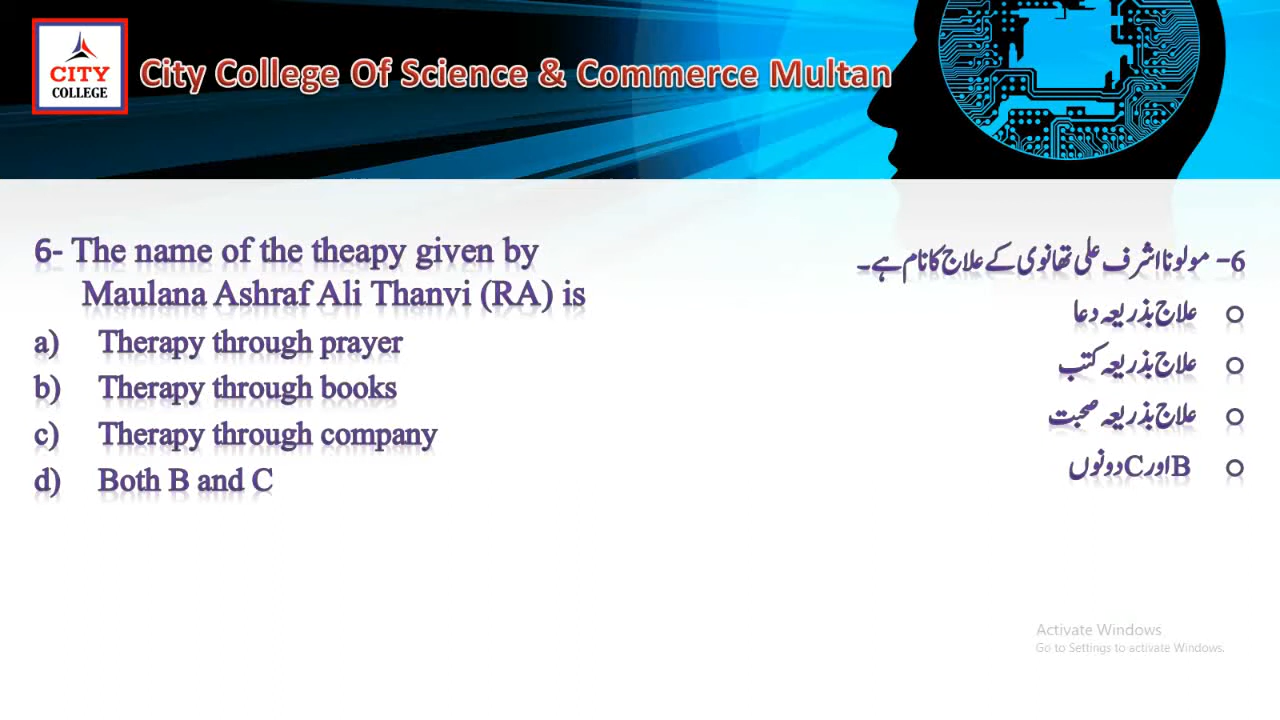 CITY
COLLEGE
City College Of Science & Commerce Multan
6- The name of the theapy given by
Maulana Ashraf Ali Thanvi (RA) is
a) Therapy through prayer
b) Therapy through books
c) Therapy through company
d) Both B and C
6- مولونا اشرف علی تھانوی کے علاج کا نام ہے۔
علاج بذریعہ دعا
علاج بذریعہ کتب
علاج بذریعہ صحبت
B اور C دونوں
Activate Windows
Go to Settings to activate Windows.